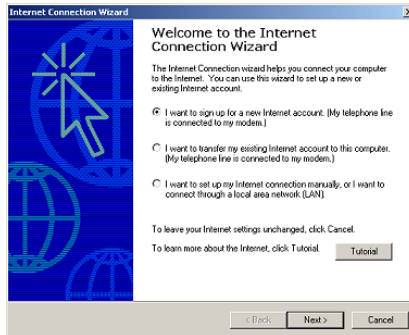 Internet Connection Wizard
Welcome to the Internet
Connection Wizard
The Internet Connection wizard helps you connect your computer
to the Internet. You can use this wizard to set up a new or
existing Internet account.
I want to sign up for a new Internet account. (My telephone line
is connected to my modem.)
I want to transfer my existing Internet account to this computer.
(My telephone line is connected to my modem.)
I want to set up my Internet connection manually, or I want to
connect through a local area network (LAN).
To leave your Internet settings unchanged, click Cancel.
To learn more about the Internet, click Tutorial.
Tutorial
< Back
Next >
Cancel